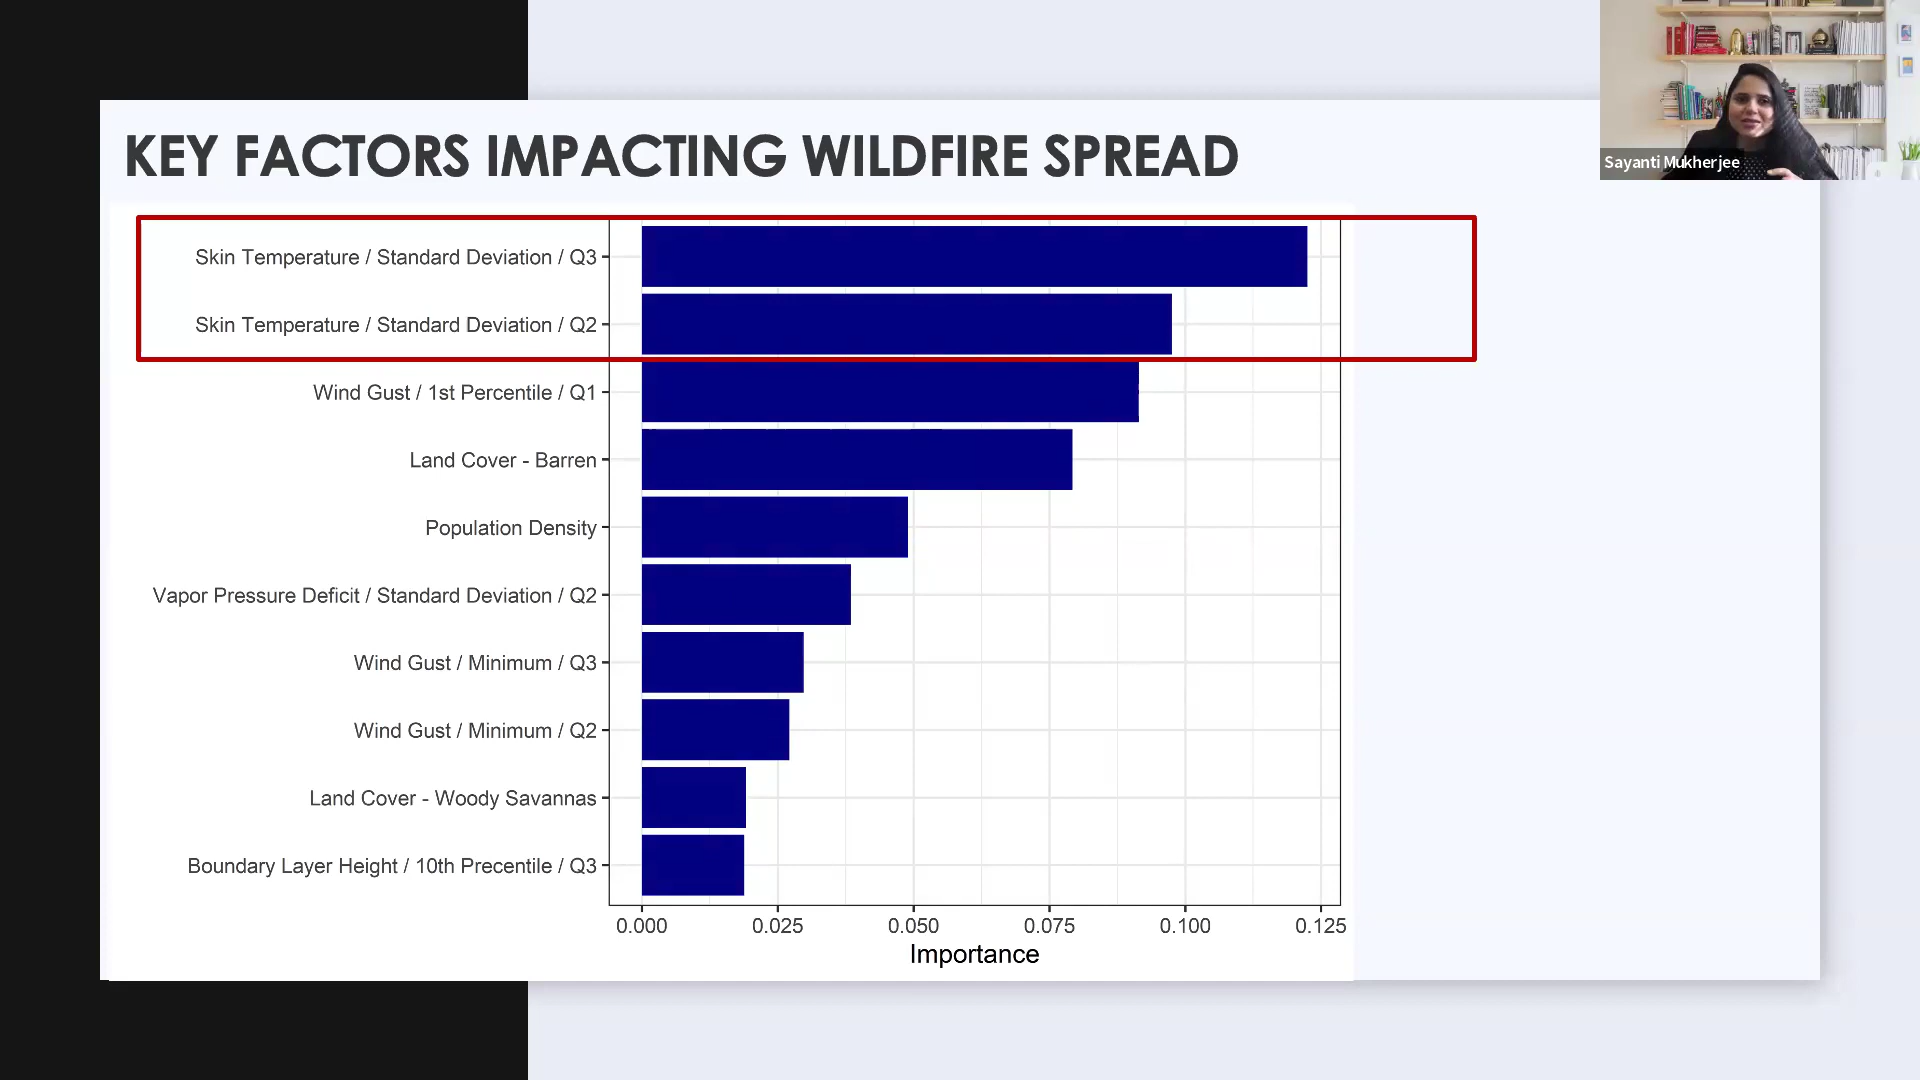 KEY FACTORS IMPACTING WILDFIRE SPREAD
Sayanti Mukherjee
Skin Temperature / Standard Deviation / Q3
Skin Temperature / Standard Deviation / Q2
Wind Gust / 1st Percentile / Q1
Land Cover - Barren
Population Density
Vapor Pressure Deficit / Standard Deviation / Q2
Wind Gust / Minimum / Q3
Wind Gust / Minimum / Q2
Land Cover - Woody Savannas
Boundary Layer Height / 10th Precentile / Q3
0.000 0.025 0.050 0.075 0.100 0.125
Importance